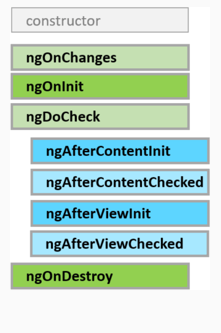 constructor
ngOnChanges
ngOnInit
ngDoCheck
ngAfterContentInit
ngAfterContentChecked
ngAfterViewInit
ngAfterViewChecked
ngOnDestroy